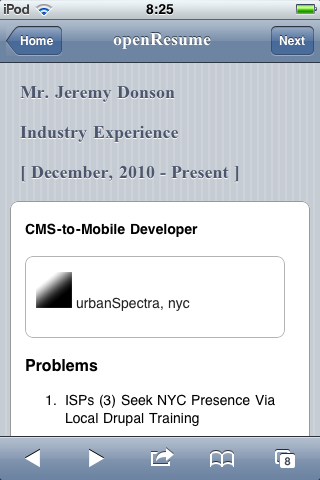 iPod 8:25
Home openResume Next
Mr. Jeremy Donson
Industry Experience
[ December, 2010 - Present ]
CMS-to-Mobile Developer
urbanSpectra, nyc
Problems
1. ISPs (3) Seek NYC Presence Via
Local Drupal Training
8